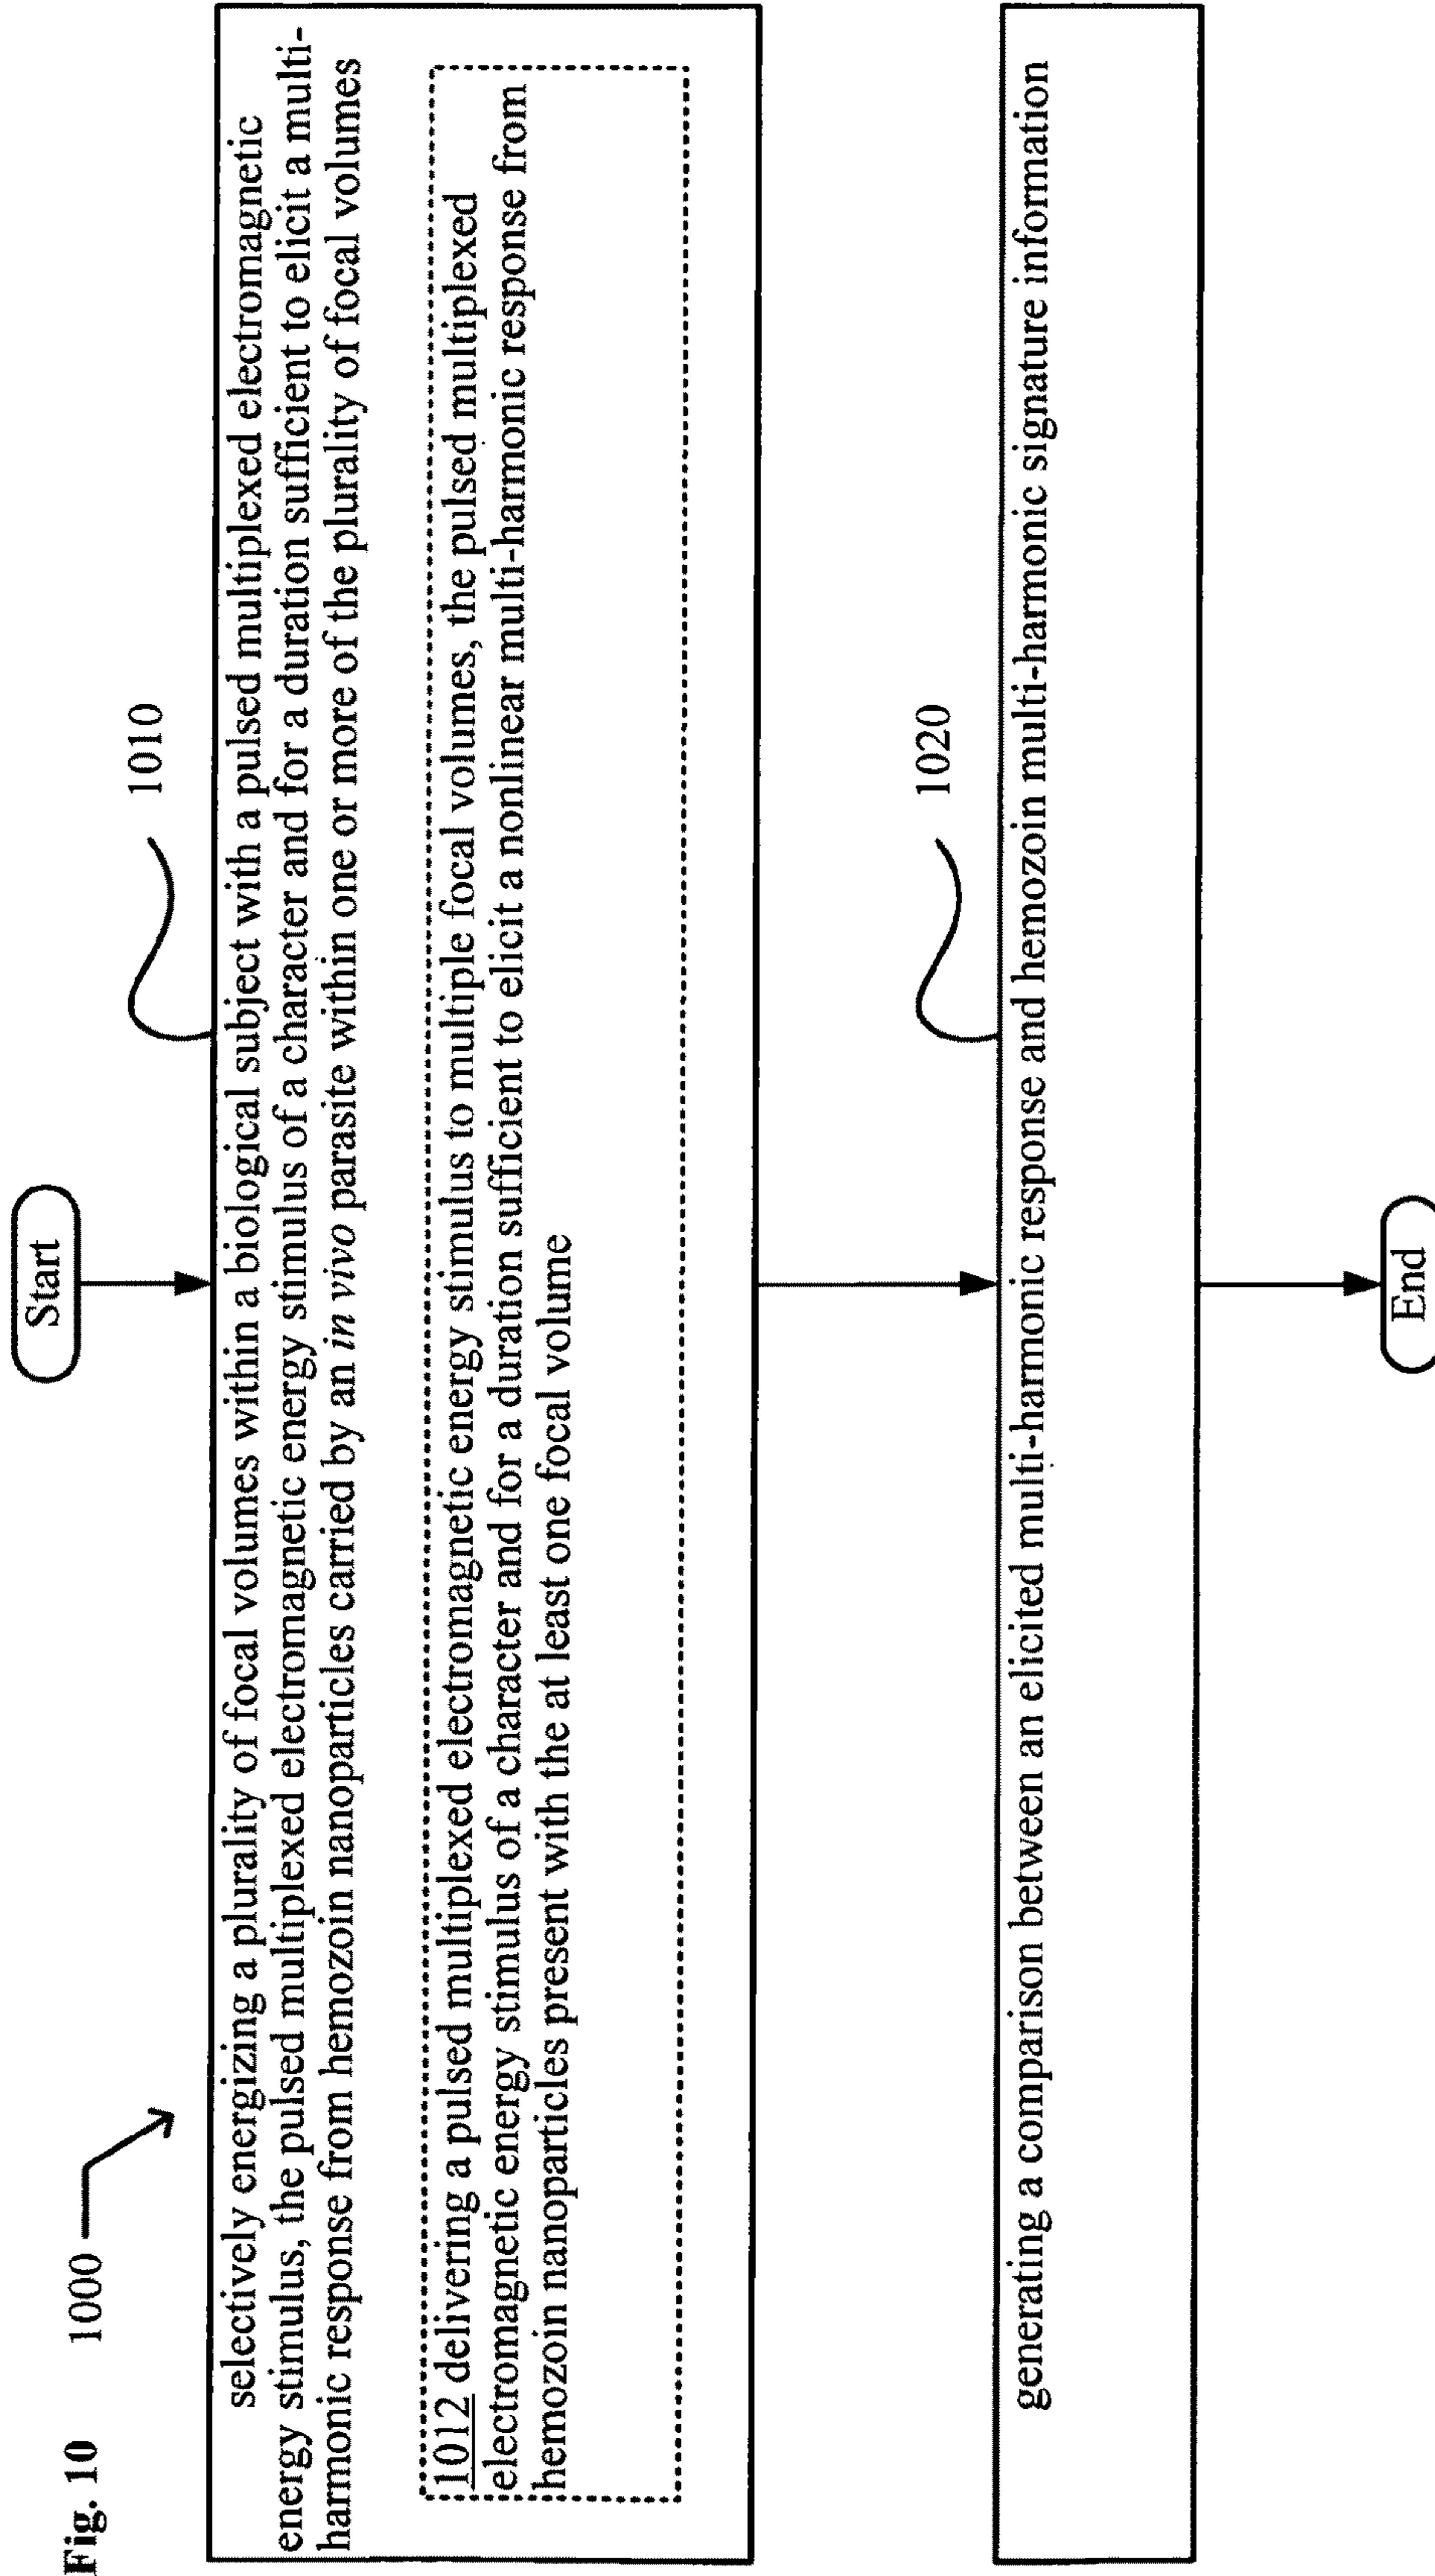 Fig. 10
1000
Start
1010
selectively energizing a plurality of focal volumes within a biological subject with a pulsed multiplexed electromagnetic
energy stimulus, the pulsed multiplexed electromagnetic energy stimulus of a character and for a duration sufficient to elicit a multi-
harmonic response from hemozoin nanoparticles carried by an in vivo parasite within one or more of the plurality of focal volumes
1012 delivering a pulsed multiplexed electromagnetic energy stimulus to multiple focal volumes, the pulsed multiplexed
electromagnetic energy stimulus of a character and for a duration sufficient to elicit a nonlinear multi-harmonic response from
hemozoin nanoparticles present with the at least one focal volume
1020
generating a comparison between an elicited multi-harmonic response and hemozoin multi-harmonic signature information
End